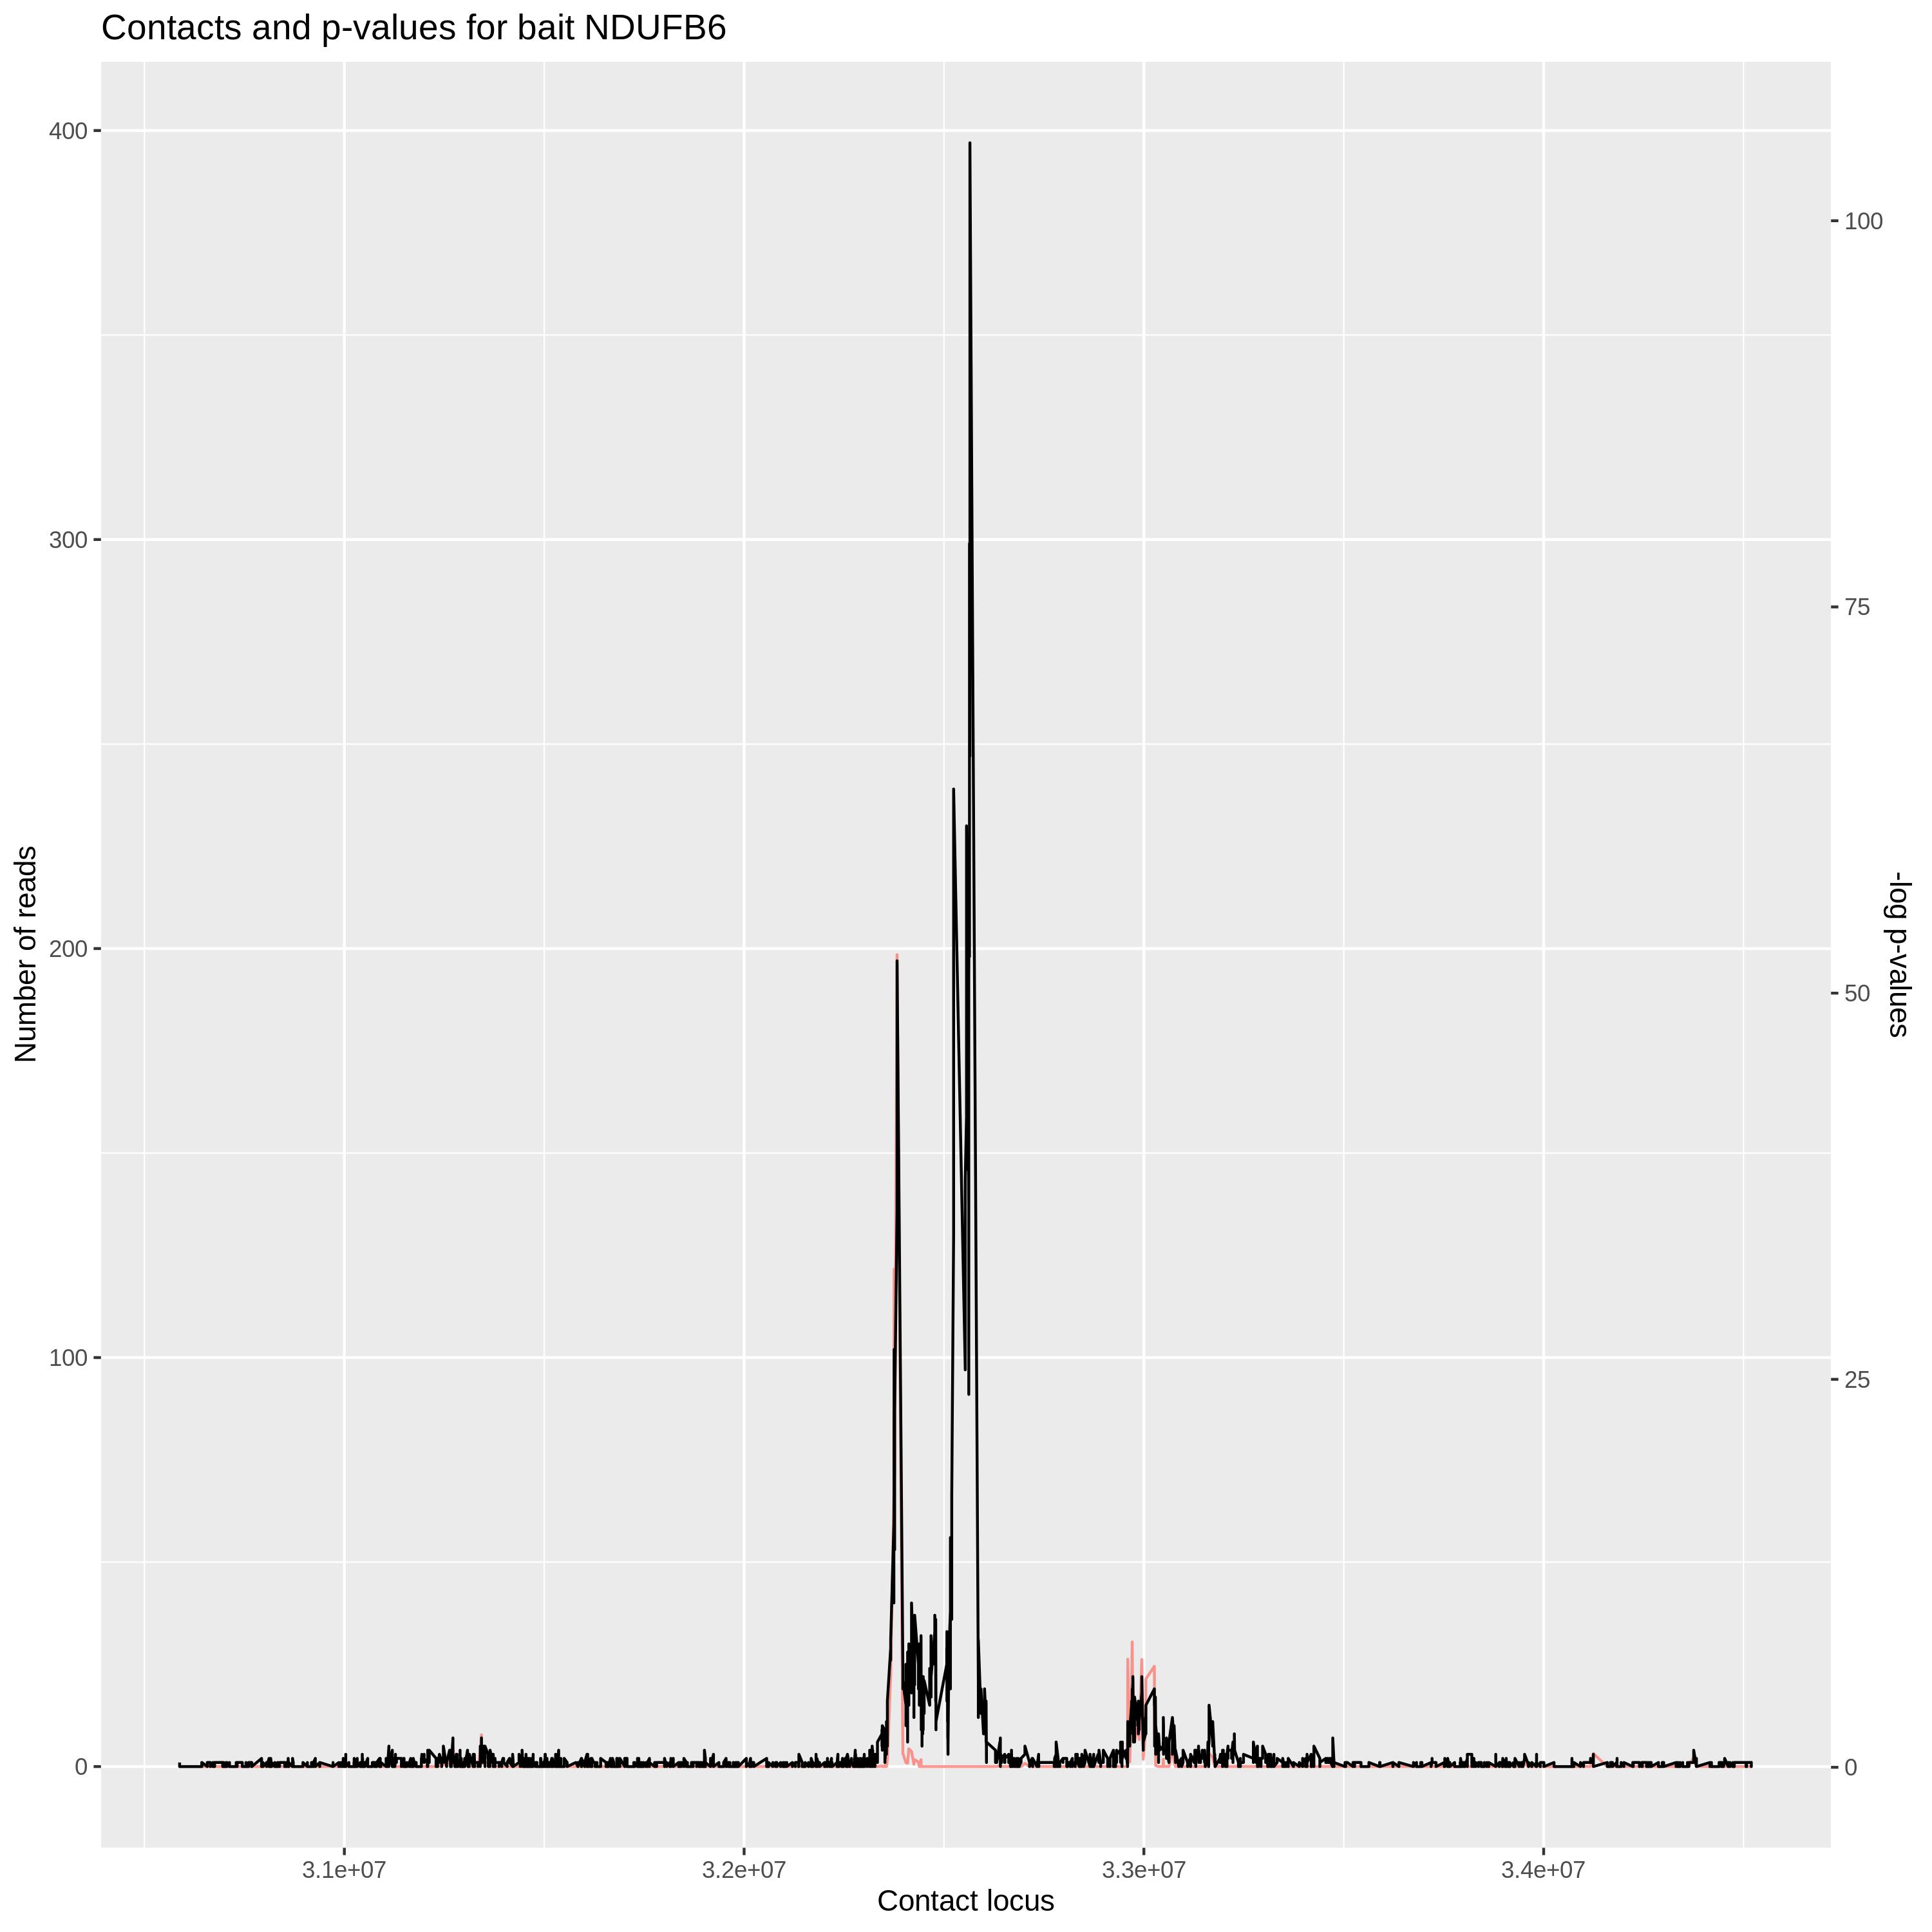 Contacts and p-values for bait NDUFB6
400
300
200
100
0
Number of reads
100
75
50
25
0
-log p-values
3.1e+07
3.2e+07
3.3e+07
3.4e+07
Contact locus